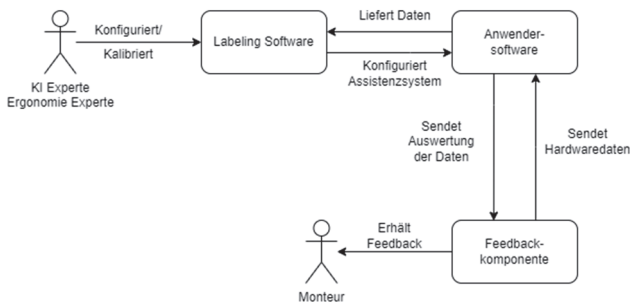 Konfiguriert/
Kalibriert
KI Experte
Ergonomie Experte
Labeling Software
Liefert Daten
Konfiguriert
Assistenzsystem
Anwender-
software
Sendet
Auswertung
der Daten
Sendet
Hardwaredaten
Erhält
Feedback
Feedback-
komponente
Monteur